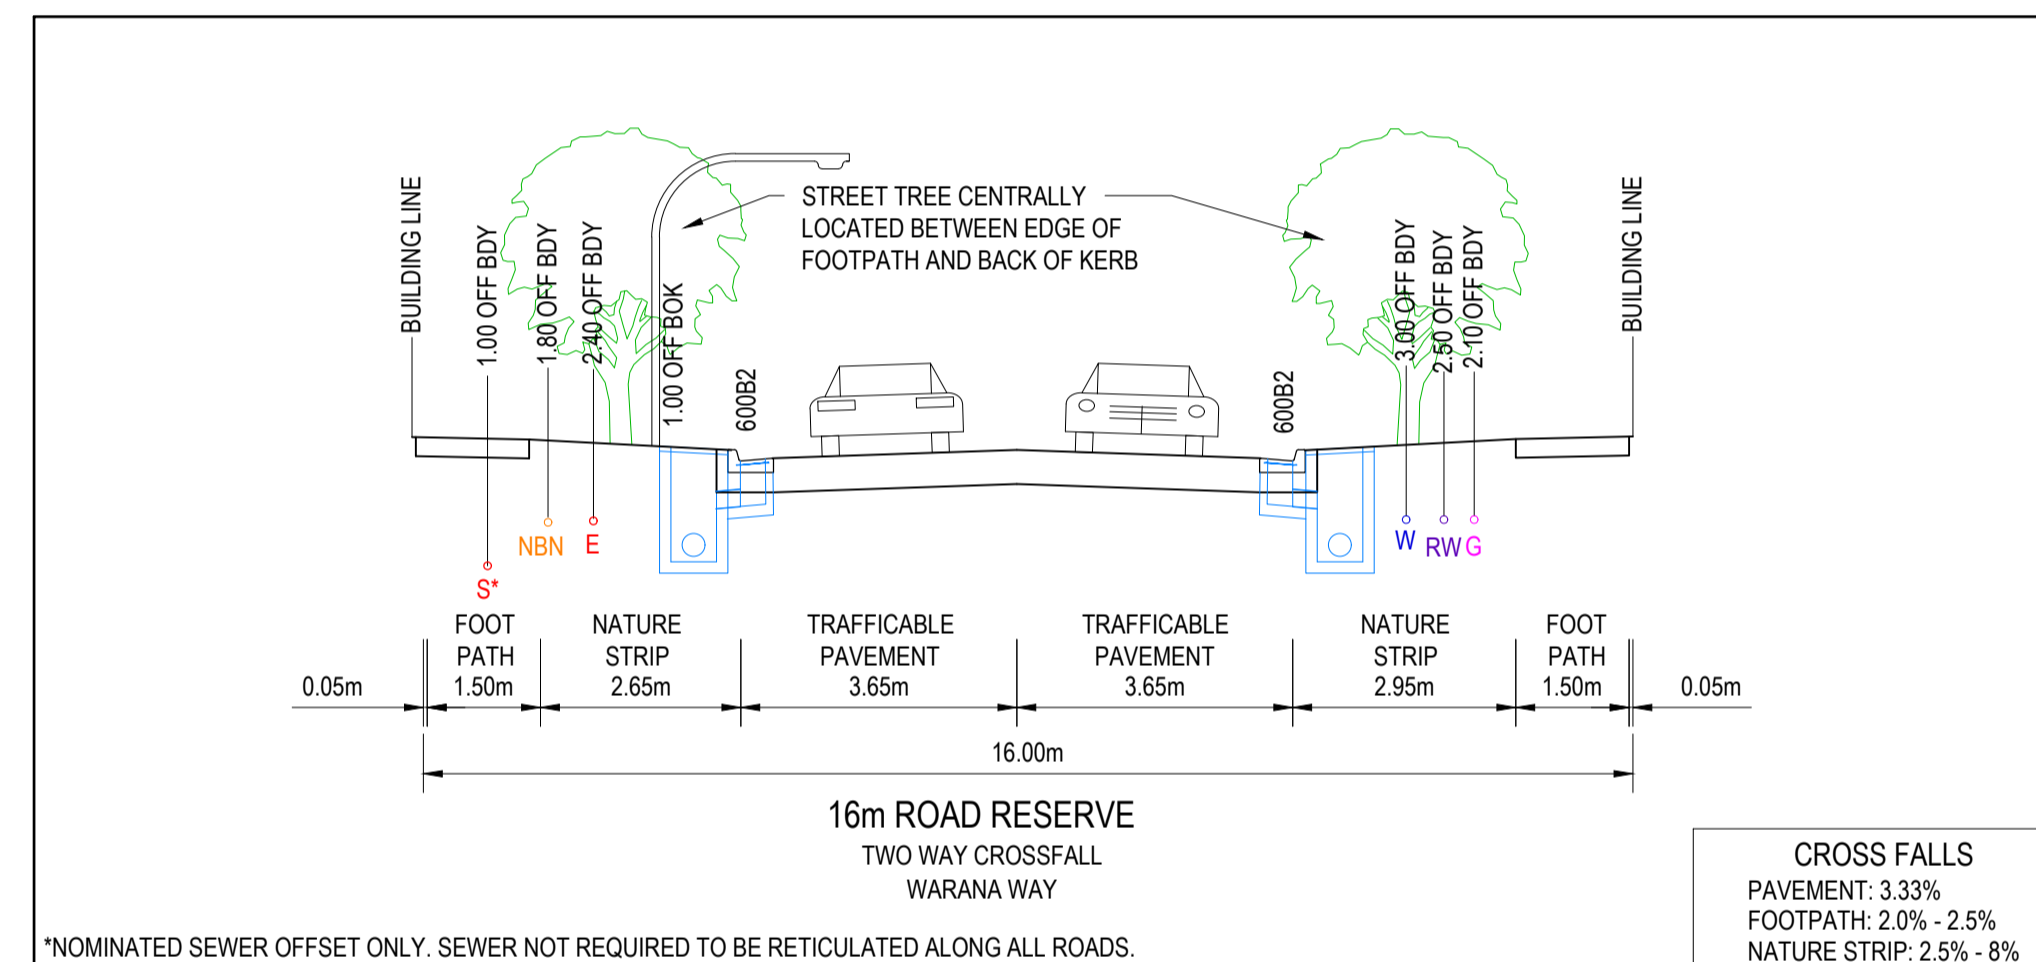 STREET TREE CENTRALLY
LOCATED BETWEEN EDGE OF
FOOTPATH AND BACK OF KERB
BUILDING LINE
1.00 OFF BDY
1.80 OFF BDY
2.40 OFF BDY
1.00 OFF BOK
600B2
600B2
3.00 OFF BDY
2.50 OFF BDY
2.10 OFF BDY
BUILDING LINE
NBN
E
S*
W
RW
G
FOOT
PATH
1.50m
NATURE
STRIP
2.65m
TRAFFICABLE
PAVEMENT
3.65m
TRAFFICABLE
PAVEMENT
3.65m
NATURE
STRIP
2.95m
FOOT
PATH
1.50m
0.05m
0.05m
16.00m
16m ROAD RESERVE
TWO WAY CROSSFALL
WARANA WAY
CROSS FALLS
PAVEMENT: 3.33%
FOOTPATH: 2.0% - 2.5%
NATURE STRIP: 2.5% - 8%
*NOMINATED SEWER OFFSET ONLY. SEWER NOT REQUIRED TO BE RETICULATED ALONG ALL ROADS.